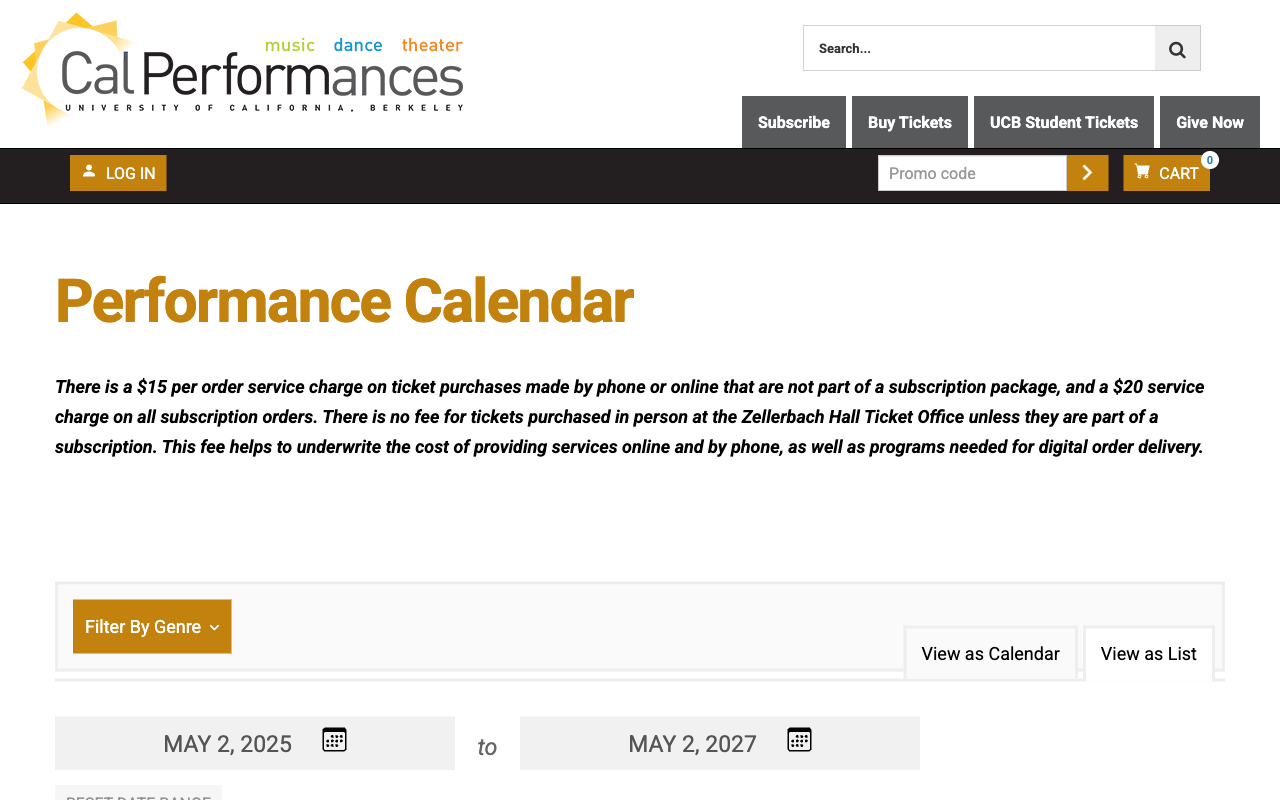 music dance theater
CalPerformances
UNIVERSITY OF CALIFORNIA, BERKELEY
Search...
Subscribe
Buy Tickets
UCB Student Tickets
Give Now
LOG IN
Promo code
CART
0
Performance Calendar
There is a $15 per order service charge on ticket purchases made by phone or online that are not part of a subscription package, and a $20 service
charge on all subscription orders. There is no fee for tickets purchased in person at the Zellerbach Hall Ticket Office unless they are part of a
subscription. This fee helps to underwrite the cost of providing services online and by phone, as well as programs needed for digital order delivery.
Filter By Genre
View as Calendar
View as List
MAY 2, 2025
to
MAY 2, 2027
RESET DATE RANGE